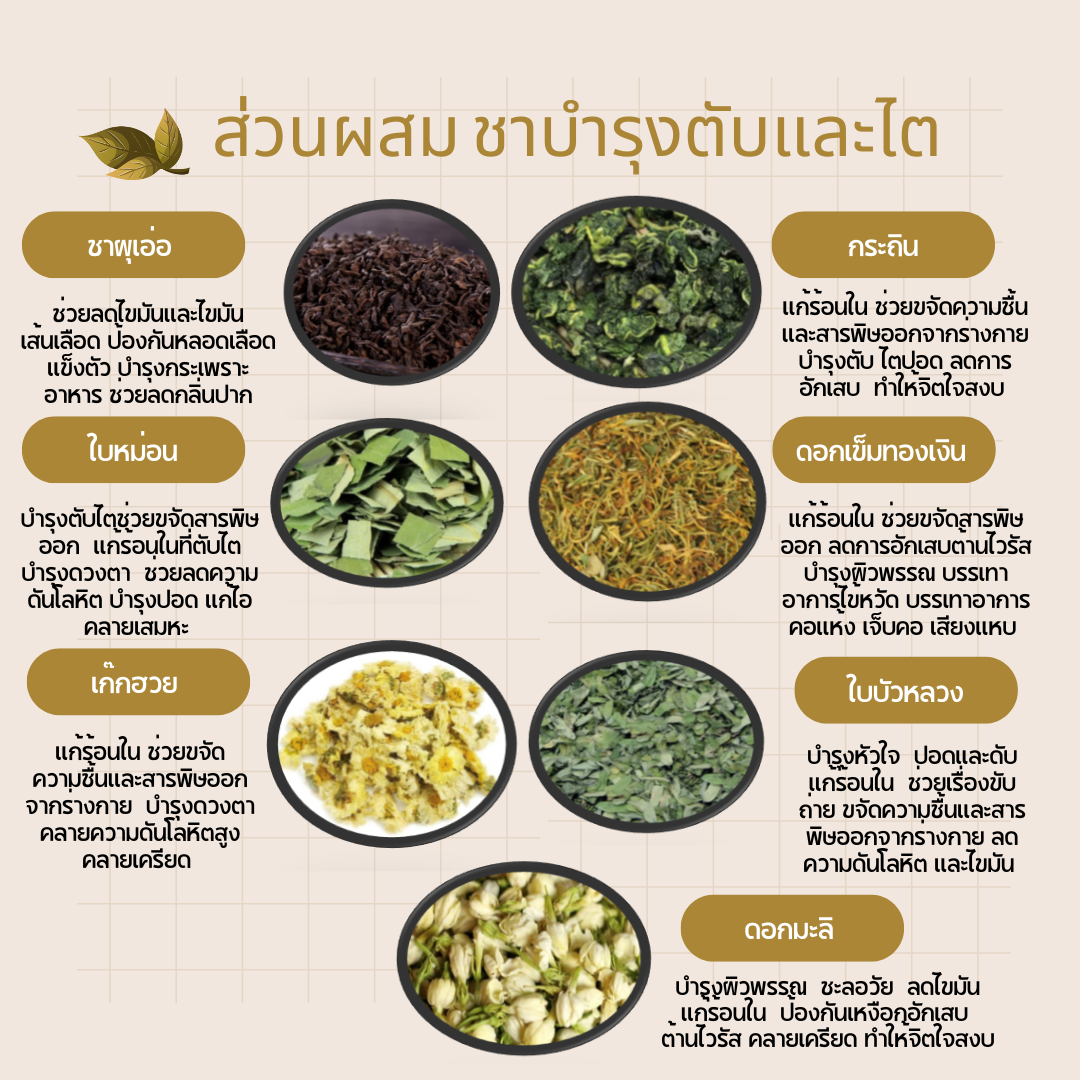 ส่วนผสม ชาบำรุงตับและไต
ชาผุเอ่อ
ช่วยลดไขมันและไขมัน
เส้นเลือด ป้องกันหลอดเลือด
แข็งตัว บำรุงกระเพราะ
อาหาร ช่วยลดกลิ่นปาก
กระถิน
แก้ร้อนใน ช่วยขจัดความชื้น
และสารพิษออกจากร่างกาย
บำรุงตับ ไตปอด ลดการ
อักเสบ ทำให้จิตใจสงบ
ใบหม่อน
บำรุงตับไตช่วยขจัดสารพิษ
ออก แก้ร้อนในที่ตับไต
บำรุงดวงตา ช่วยลดความ
ดันโลหิต บำรุงปอด แก้ไอ
คลายเสมหะ
ดอกเข็มทองเงิน
แก้ร้อนใน ช่วยขจัดสารพิษ
ออก ลดการอักเสบต้านไวรัส
บำรุงผิวพรรณ บรรเทา
อาการไข้หวัด บรรเทาอาการ
คอแห้ง เจ็บคอ เสียงแหบ
เก๊กฮวย
แก้ร้อนใน ช่วยขจัด
ความชื้นและสารพิษออก
จากร่างกาย บำรุงดวงตา
คลายความดันโลหิตสูง
คลายเครียด
ใบบัวหลวง
บำรุงหัวใจ ปอดและดับ
แก้ร้อนใน ช่วยเรื่องขับ
ถ่าย ขจัดความชื้นและสาร
พิษออกจากร่างกาย ลด
ความดันโลหิต และไขมัน
ดอกมะลิ
บำรุงผิวพรรณ ชะลอวัย ลดไขมัน
แก้ร้อนใน ป้องกันเหงือกอักเสบ
ต้านไวรัส คลายเครียด ทำให้จิตใจสงบ